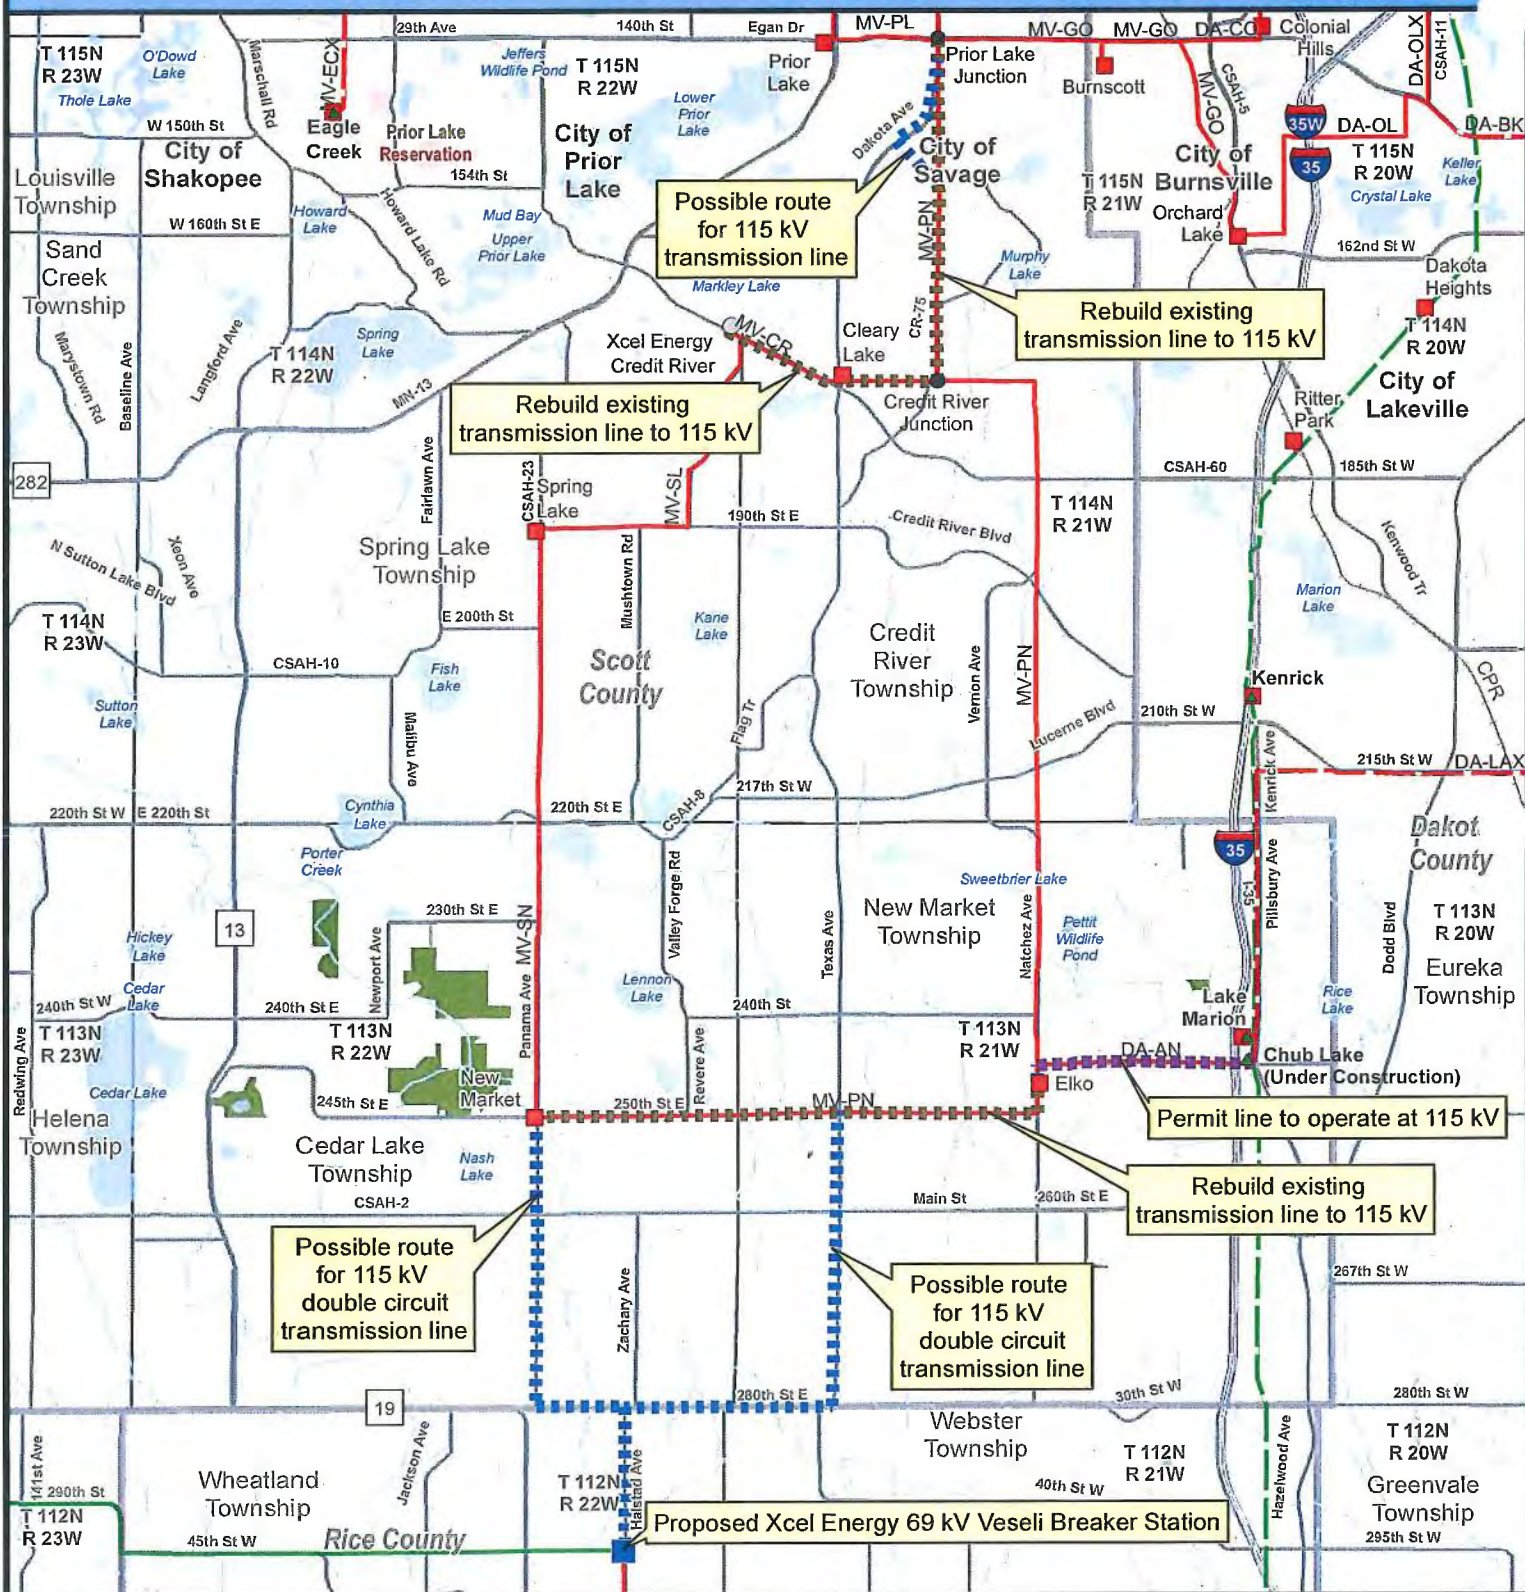 29th Ave
140th St
Egan Dr
MV-PL
MV-GO
MV-GO
DA-CO
Colonial
Hills
DA-OLX
CSAH-11
T 115N
R 23W
O'Dowd
Lake
Thole Lake
Marschall Rd
MV-ECX
Eagle
Creek
Jeffers
Wildlife Pond
T 115N
R 22W
Prior
Lake
Prior Lake
Junction
Burnscott
MV-GO
CSAH-5
35W
35
DA-OL
DA-BK
W 150th St
City of
Shakopee
Prior Lake
Reservation
City of
Prior
Lake
Lower
Prior
Lake
Dakota Ave
City of
Savage
City of
Burnsville
T 115N
R 20W
Crystal Lake
Keller
Lake
Louisville
Township
154th St
Howard
Lake
Howard Lake Rd
Mud Bay
Upper
Prior Lake
Possible route
for 115 kV
transmission line
MV-PN
T 115N
R 21W
Orchard
Lake
162nd St W
W 160th St E
Sand
Creek
Township
Markley Lake
Murphy
Lake
Dakota
Heights
Rebuild existing
transmission line to 115 kV
CR-75
Marystown Rd
Baseline Ave
Langford Ave
Spring
Lake
T 114N
R 22W
MN-13
Xcel Energy
Credit River
MV-CR
Cleary
Lake
T 114N
R 20W
City of
Lakeville
Ritter
Park
Rebuild existing
transmission line to 115 kV
Credit River
Junction
282
Fairlawn Ave
CSAH-23
Spring
Lake
MV-SL
190th St E
Credit River Blvd
CSAH-60
185th St W
T 114N
R 21W
Kenwood Tr
N Sutton Lake Blvd
Xeon Ave
Spring Lake
Township
Mushtown Rd
Marion
Lake
T 114N
R 23W
E 200th St
Kane
Lake
Credit
River
Township
CSAH-10
Fish
Lake
Scott
County
Vernon Ave
MV-PN
Kenrick
CPR
Sutton
Lake
Malibu Ave
Flag Tr
Lucerne Blvd
210th St W
Kenrick Ave
215th St W
DA-LAX
217th St W
220th St W
E 220th St
Cynthia
Lake
220th St E
CSAH-8
35
Dakot
County
Porter
Creek
Valley Forge Rd
Sweetbrier Lake
I-35
Pillsbury Ave
New Market
Township
Natchez Ave
Pettit
Wildlife
Pond
Dodd Blvd
T 113N
R 20W
13
230th St E
Newport Ave
MV-SN
Panama Ave
Texas Ave
Hickey
Lake
Cedar
Lake
Lennon
Lake
Eureka
Township
Lake
Marion
Rice
Lake
240th St W
240th St E
240th St
T 113N
R 23W
T 113N
R 22W
T 113N
R 21W
Revere Ave
DA-AN
Chub Lake
(Under Construction)
Redwing Ave
Cedar Lake
New
Market
Elko
245th St E
250th St E
MV-PN
Permit line to operate at 115 kV
Helena
Township
Cedar Lake
Township
Nash
Lake
CSAH-2
Main St
260th St E
Rebuild existing
transmission line to 115 kV
Possible route
for 115 kV
double circuit
transmission line
Zachary Ave
Possible route
for 115 kV
double circuit
transmission line
267th St W
19
280th St E
30th St W
280th St W
141st Ave
Jackson Ave
Webster
Township
T 112N
R 21W
Hazelwood Ave
T 112N
R 20W
Greenvale
Township
290th St
Wheatland
Township
T 112N
R 22W
Halstad Ave
40th St W
T 112N
R 23W
45th St W
Rice County
Proposed Xcel Energy 69 kV Veseli Breaker Station
295th St W